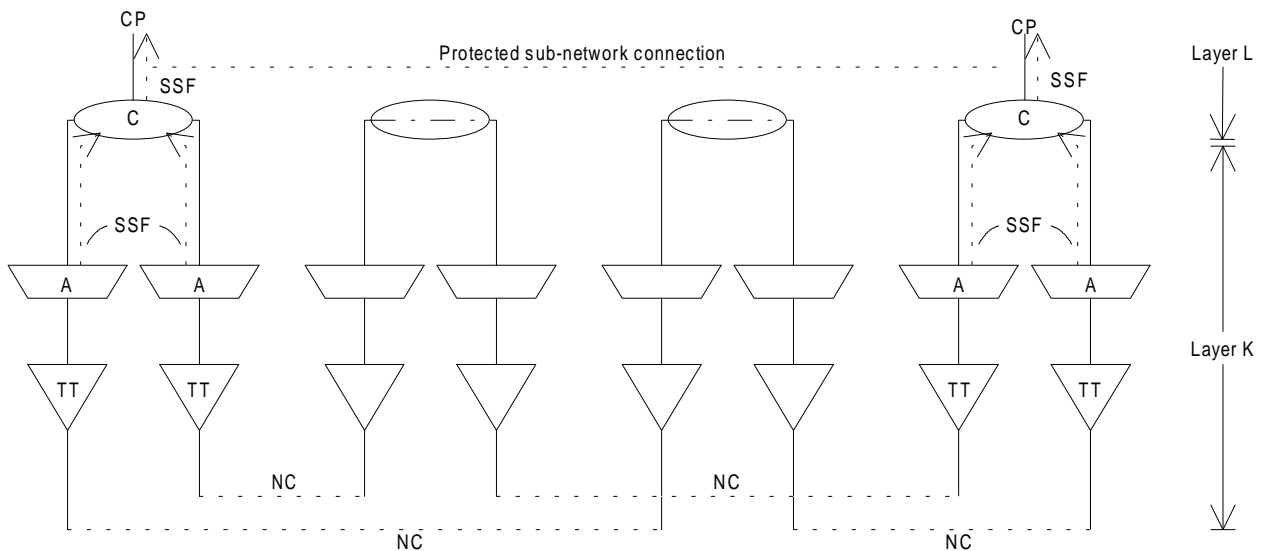 CP
CP
Protected sub-network connection
Layer L
SSF
SSF
C
C
SSF
SSF
A
A
A
A
Layer K
TT
TT
TT
TT
NC
NC
NC
NC